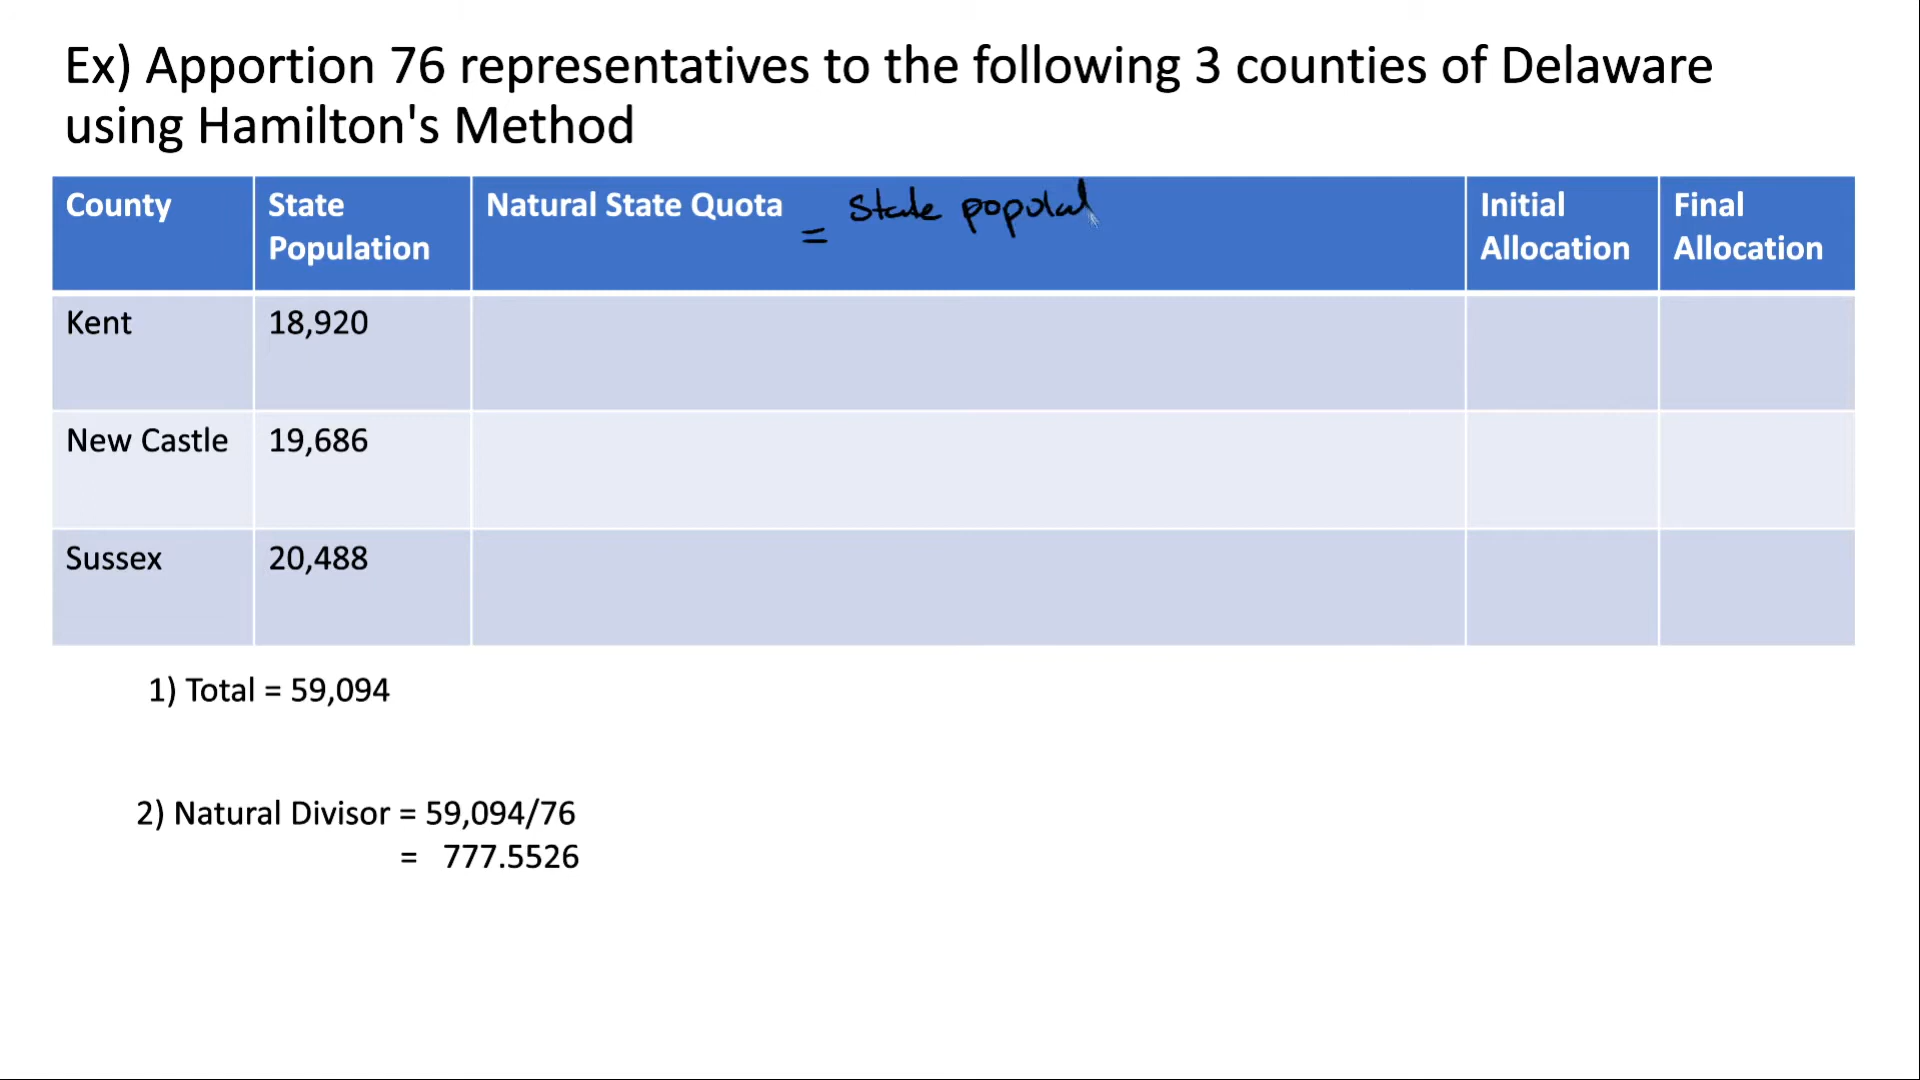 Ex) Apportion 76 representatives to the following 3 counties of Delaware
using Hamilton's Method
County State Population Natural State Quota = State populat Initial Allocation Final Allocation
Kent 18,920
New Castle 19,686
Sussex 20,488
1) Total = 59,094
2) Natural Divisor = 59,094/76
= 777.5526